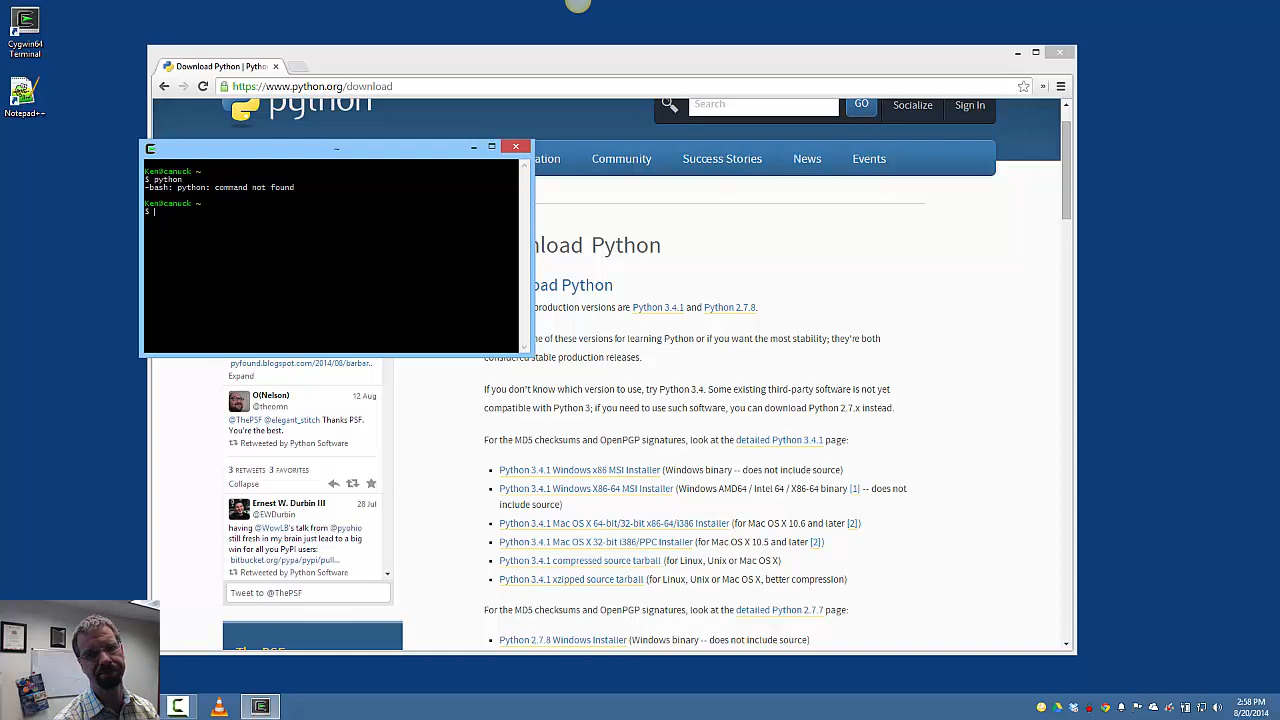 Cygwin64
Terminal
Notepad++
Download Python | Pytho
https://www.python.org/download
python
Search
GO
Socialize
Sign In
ation
Community
Success Stories
News
Events
~
Ken@canuck ~
$ python
-bash: python: command not found
Ken@canuck ~
$
nload Python
oad Python
production versions are Python 3.4.1 and Python 2.7.8.
ne of these versions for learning Python or if you want the most stability; they're both
considered stable production releases.
If you don't know which version to use, try Python 3.4. Some existing third-party software is not yet
compatible with Python 3; if you need to use such software, you can download Python 2.7.x instead.
For the MD5 checksums and OpenPGP signatures, look at the detailed Python 3.4.1 page:
Python 3.4.1 Windows x86 MSI Installer (Windows binary -- does not include source)
Python 3.4.1 Windows X86-64 MSI Installer (Windows AMD64 / Intel 64 / X86-64 binary [1] -- does not
include source)
Python 3.4.1 Mac OS X 64-bit/32-bit x86-64/i386 Installer (for Mac OS X 10.6 and later [2])
Python 3.4.1 Mac OS X 32-bit i386/PPC Installer (for Mac OS X 10.5 and later [2])
Python 3.4.1 compressed source tarball (for Linux, Unix or Mac OS X)
Python 3.4.1 xzipped source tarball (for Linux, Unix or Mac OS X, better compression)
For the MD5 checksums and OpenPGP signatures, look at the detailed Python 2.7.7 page:
Python 2.7.8 Windows Installer (Windows binary -- does not include source)
pyfound.blogspot.com/2014/08/barbar...
Expand
O(Nelson)
12 Aug
@theomn
@ThePSF @elegant_stitch Thanks PSF.
You're the best.
Retweeted by Python Software
3 RETWEETS 3 FAVORITES
Collapse
Ernest W. Durbin III
28 Jul
@EWDurbin
having @WowLB's talk from @pyohio
still fresh in my brain just lead to a big
win for all you PyPI users:
bitbucket.org/pypa/pypi/pull...
Retweeted by Python Software
Tweet to @ThePSF
The PSF
2:58 PM
8/20/2014